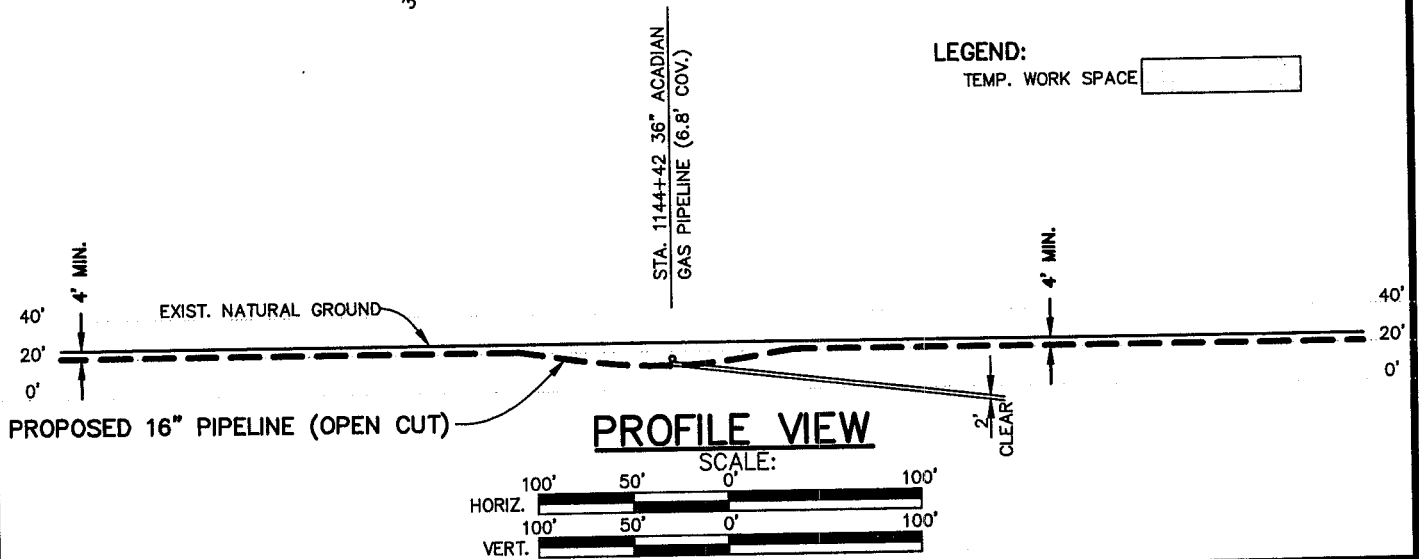 STA. 1144+42 36" ACADIAN
GAS PIPELINE (6.8' COV.)
LEGEND:
TEMP. WORK SPACE
4' MIN.
4' MIN.
40'
20'
0'
EXIST. NATURAL GROUND
40'
20'
0'
PROPOSED 16" PIPELINE (OPEN CUT)
2'
CLEAR
PROFILE VIEW
SCALE:
100' 50' 0' 100'
HORIZ.
100' 50' 0' 100'
VERT.